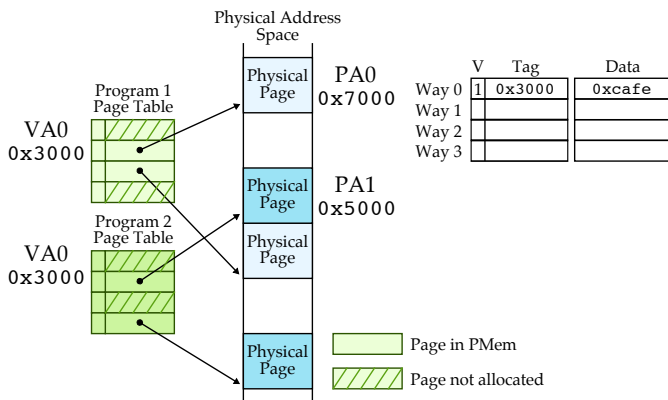 Physical Address
Space
Physical
Page
PA0
0x7000
V Tag Data
Way 0 1 0x3000 0xcafe
Way 1
Way 2
Way 3
Program 1
Page Table
VA0
0x3000
Physical
Page
PA1
0x5000
Program 2
Page Table
VA0
0x3000
Physical
Page
Physical
Page
Page in PMem
Page not allocated